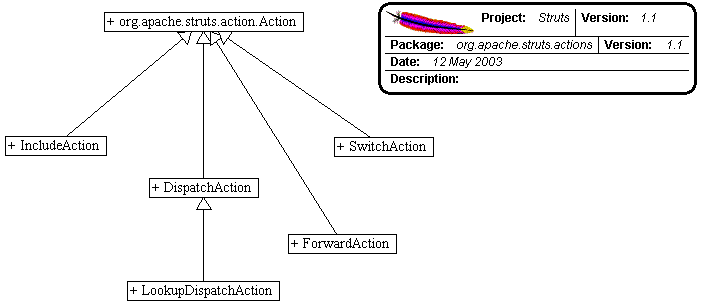 + org.apache.struts.action.Action
Project: Struts Version: 1.1
Package: org.apache.struts.actions Version: 1.1
Date: 12 May 2003
Description:
+ IncludeAction
+ SwitchAction
+ DispatchAction
+ ForwardAction
+ LookupDispatchAction